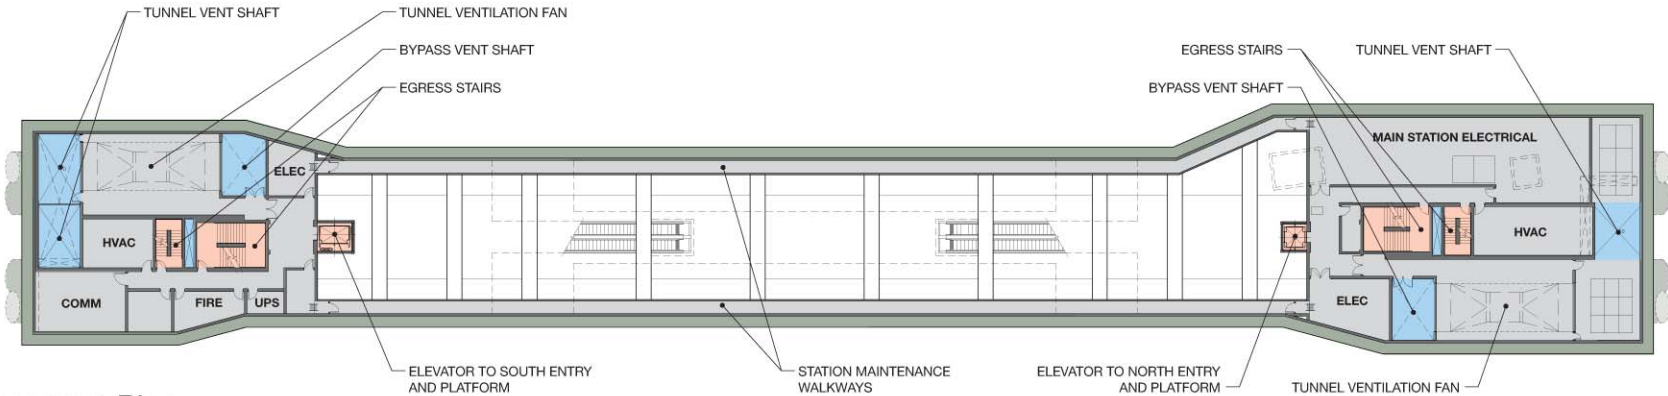 TUNNEL VENT SHAFT
TUNNEL VENTILATION FAN
BYPASS VENT SHAFT
EGRESS STAIRS
EGRESS STAIRS
TUNNEL VENT SHAFT
BYPASS VENT SHAFT
MAIN STATION ELECTRICAL
ELEC
HVAC
HVAC
COMM
FIRE
UPS
ELEC
ELEVATOR TO SOUTH ENTRY
AND PLATFORM
STATION MAINTENANCE
WALKWAYS
ELEVATOR TO NORTH ENTRY
AND PLATFORM
TUNNEL VENTILATION FAN